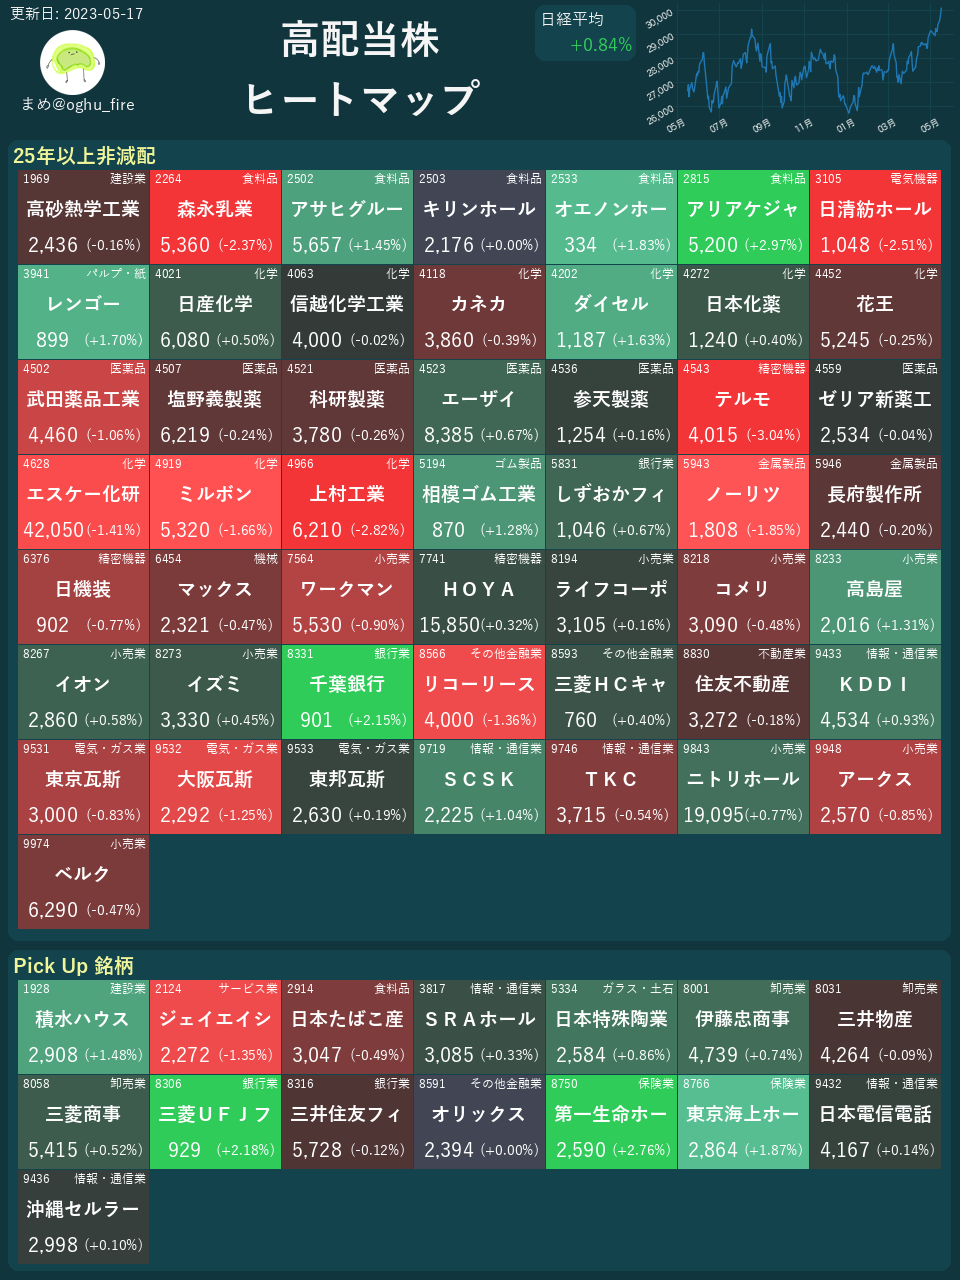 更新日: 2023-05-17
まめ@oghu_fire
高配当株
ヒートマップ
日経平均
+0.84%
30,000
29,000
28,000
27,000
26,000
05月 07月 09月 11月 01月 03月 05月
25年以上非減配
1969 建設業 2264 食料品 2502 食料品 2503 食料品 2533 食料品 2815 食料品 3105 電気機器
高砂熱学工業 森永乳業 アサヒグルー キリンホール オエノンホー アリアケジャ 日清紡ホール
2,436 (-0.16%) 5,360 (-2.37%) 5,657 (+1.45%) 2,176 (+0.00%) 334 (+1.83%) 5,200 (+2.97%) 1,048 (-2.51%)
3941 パルプ・紙 4021 化学 4063 化学 4118 化学 4202 化学 4272 化学 4452 化学
レンゴー 日産化学 信越化学工業 カネカ ダイセル 日本化薬 花王
899 (+1.70%) 6,080 (+0.50%) 4,000 (-0.02%) 3,860 (-0.39%) 1,187 (+1.63%) 1,240 (+0.40%) 5,245 (-0.25%)
4502 医薬品 4507 医薬品 4521 医薬品 4523 医薬品 4536 医薬品 4543 精密機器 4559 医薬品
武田薬品工業 塩野義製薬 科研製薬 エーザイ 参天製薬 テルモ ゼリア新薬工
4,460 (-1.06%) 6,219 (-0.24%) 3,780 (-0.26%) 8,385 (+0.67%) 1,254 (+0.16%) 4,015 (-3.04%) 2,534 (-0.04%)
4628 化学 4919 化学 4966 化学 5194 ゴム製品 5831 銀行業 5943 金属製品 5946 金属製品
エスケー化研 ミルボン 上村工業 相模ゴム工業 しずおかフィ ノーリツ 長府製作所
42,050(-1.41%) 5,320 (-1.66%) 6,210 (-2.82%) 870 (+1.28%) 1,046 (+0.67%) 1,808 (-1.85%) 2,440 (-0.20%)
6376 精密機器 6454 機械 7564 小売業 7741 精密機器 8194 小売業 8218 小売業 8233 小売業
日機装 マックス ワークマン ＨＯＹＡ ライフコーポ コメリ 高島屋
902 (-0.77%) 2,321 (-0.47%) 5,530 (-0.90%) 15,850(+0.32%) 3,105 (+0.16%) 3,090 (-0.48%) 2,016 (+1.31%)
8267 小売業 8273 小売業 8331 銀行業 8566 その他金融業 8593 その他金融業 8830 不動産業 9433 情報・通信業
イオン イズミ 千葉銀行 リコーリース 三菱ＨＣキャ 住友不動産 ＫＤＤＩ
2,860 (+0.58%) 3,330 (+0.45%) 901 (+2.15%) 4,000 (-1.36%) 760 (+0.40%) 3,272 (-0.18%) 4,534 (+0.93%)
9531 電気・ガス業 9532 電気・ガス業 9533 電気・ガス業 9719 情報・通信業 9746 情報・通信業 9843 小売業 9948 小売業
東京瓦斯 大阪瓦斯 東邦瓦斯 ＳＣＳＫ ＴＫＣ ニトリホール アークス
3,000 (-0.83%) 2,292 (-1.25%) 2,630 (+0.19%) 2,225 (+1.04%) 3,715 (-0.54%) 19,095(+0.77%) 2,570 (-0.85%)
9974 小売業
ベルク
6,290 (-0.47%)
Pick Up 銘柄
1928 建設業 2124 サービス業 2914 食料品 3817 情報・通信業 5334 ガラス・土石 8001 卸売業 8031 卸売業
積水ハウス ジェイエイシ 日本たばこ産 ＳＲＡホール 日本特殊陶業 伊藤忠商事 三井物産
2,908 (+1.48%) 2,272 (-1.35%) 3,047 (-0.49%) 3,085 (+0.33%) 2,584 (+0.86%) 4,739 (+0.74%) 4,264 (-0.09%)
8058 卸売業 8306 銀行業 8316 銀行業 8591 その他金融業 8750 保険業 8766 保険業 9432 情報・通信業
三菱商事 三菱ＵＦＪフ 三井住友フィ オリックス 第一生命ホー 東京海上ホー 日本電信電話
5,415 (+0.52%) 929 (+2.18%) 5,728 (-0.12%) 2,394 (+0.00%) 2,590 (+2.76%) 2,864 (+1.87%) 4,167 (+0.14%)
9436 情報・通信業
沖縄セルラー
2,998 (+0.10%)